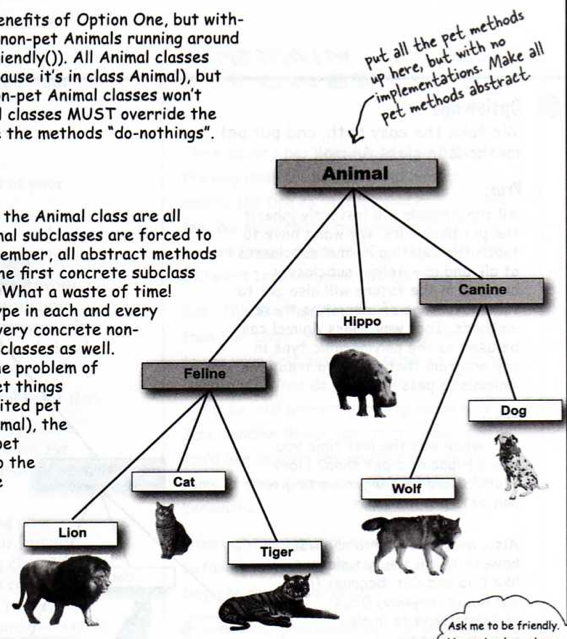 enefits of Option One, but with-
non-pet Animals running around
iendly()). All Animal classes
ause it's in class Animal), but
n-pet Animal classes won't
l classes MUST override the
e the methods "do-nothings".
put all the pet methods
up here, but with no
implementations. Make all
pet methods abstract.
Animal
the Animal class are all
nal subclasses are forced to
ember, all abstract methods
ne first concrete subclass
What a waste of time!
ype in each and every
very concrete non-
classes as well.
he problem of
et things
ited pet
mal), the
pet
o the
e
Canine
Hippo
Feline
Dog
Cat
Wolf
Lion
Tiger
Ask me to be friendly.